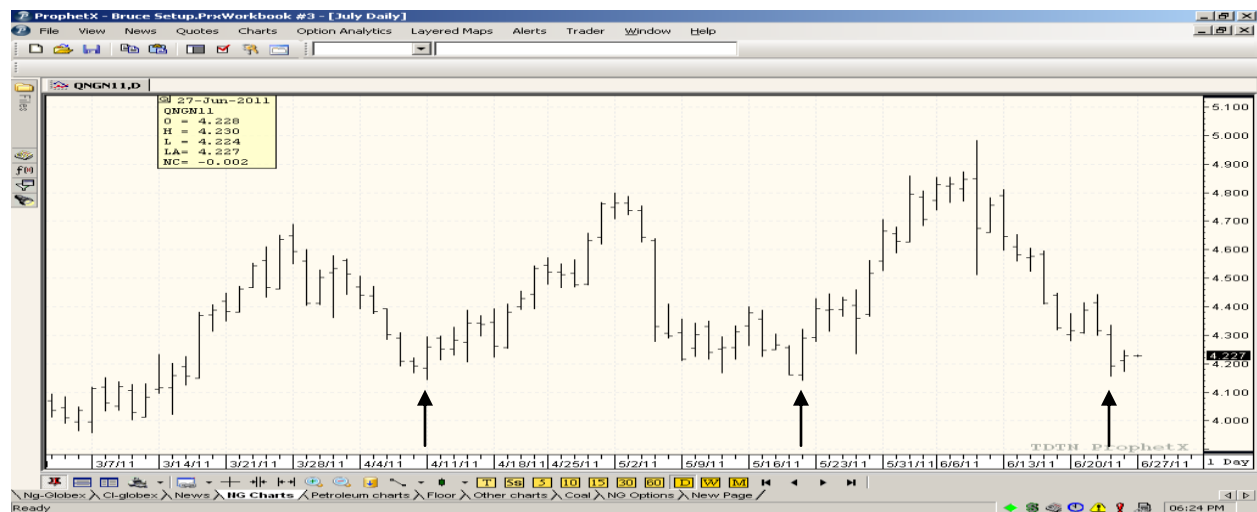 ProphetX - Bruce Setup.PrxWorkbook #3 - [July Daily]
File View News Quotes Charts Option Analytics Layered Maps Alerts Trader Window Help
QNGN11,D
Files
27-Jun-2011
QNGN11
O = 4.228
H = 4.230
L = 4.224
LA= 4.227
NC= -0.002
5.100
5.000
4.900
4.800
4.700
4.600
4.500
4.400
4.300
4.227
4.200
4.100
4.000
TDTN ProphetX
3/7/11 3/14/11 3/21/11 3/28/11 4/4/11 4/11/11 4/18/11 4/25/11 5/2/11 5/9/11 5/16/11 5/23/11 5/31/11 6/6/11 6/13/11 6/20/11 6/27/11 1 Day
T Ss 5 10 15 30 60 D W M
Ng-Globex Cl-globex News NG Charts Petroleum charts Floor Other charts Coal NG Options New Page
Ready 06:24 PM